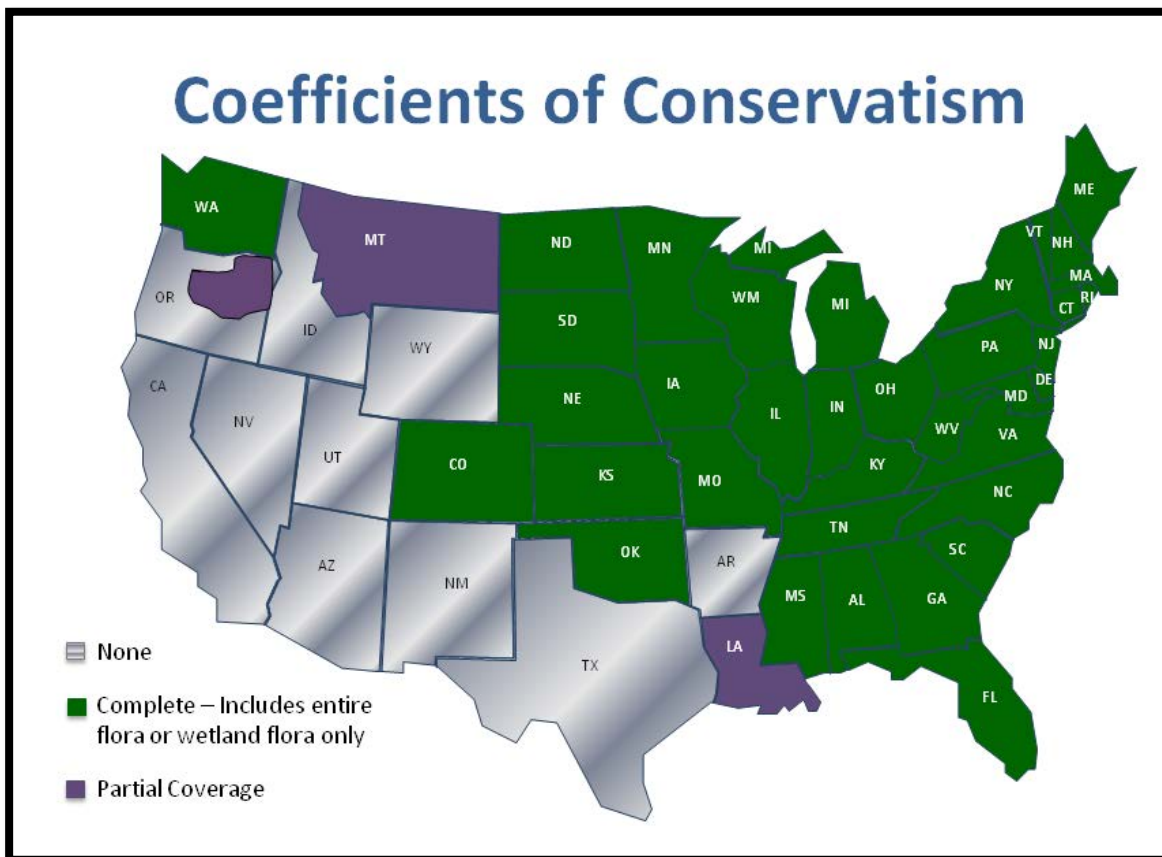 Coefficients of Conservatism
ME
WA
VT
NH
MT
ND
MN
MI
MA
NY
RI
CT
OR
WM
MI
ID
SD
WY
PA
NJ
CA
IA
DE
NE
OH
MD
IL
IN
NV
WV
VA
UT
CO
KS
KY
MO
NC
TN
OK
AR
SC
AZ
NM
MS
AL
GA
LA
TX
FL
None
Complete – Includes entire
flora or wetland flora only
Partial Coverage